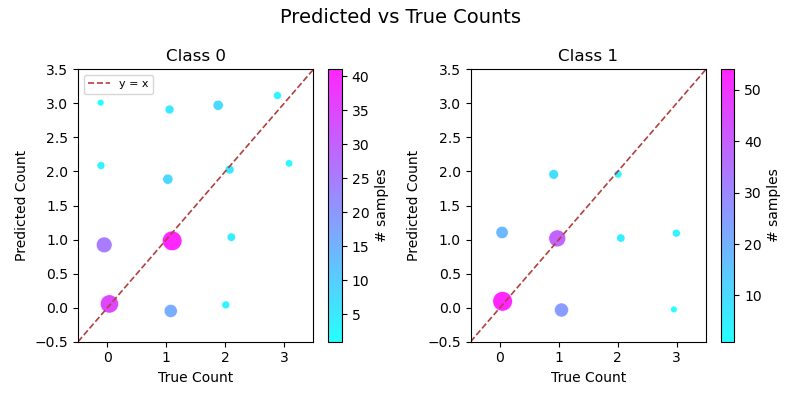 Predicted vs True Counts
Class 0
y = x
3.5
3.0
2.5
2.0
1.5
1.0
0.5
0.0
−0.5
0 1 2 3
Predicted Count
True Count
40
35
30
25
20
15
10
5
# samples
Class 1
3.5
3.0
2.5
2.0
1.5
1.0
0.5
0.0
−0.5
0 1 2 3
Predicted Count
True Count
50
40
30
20
10
# samples